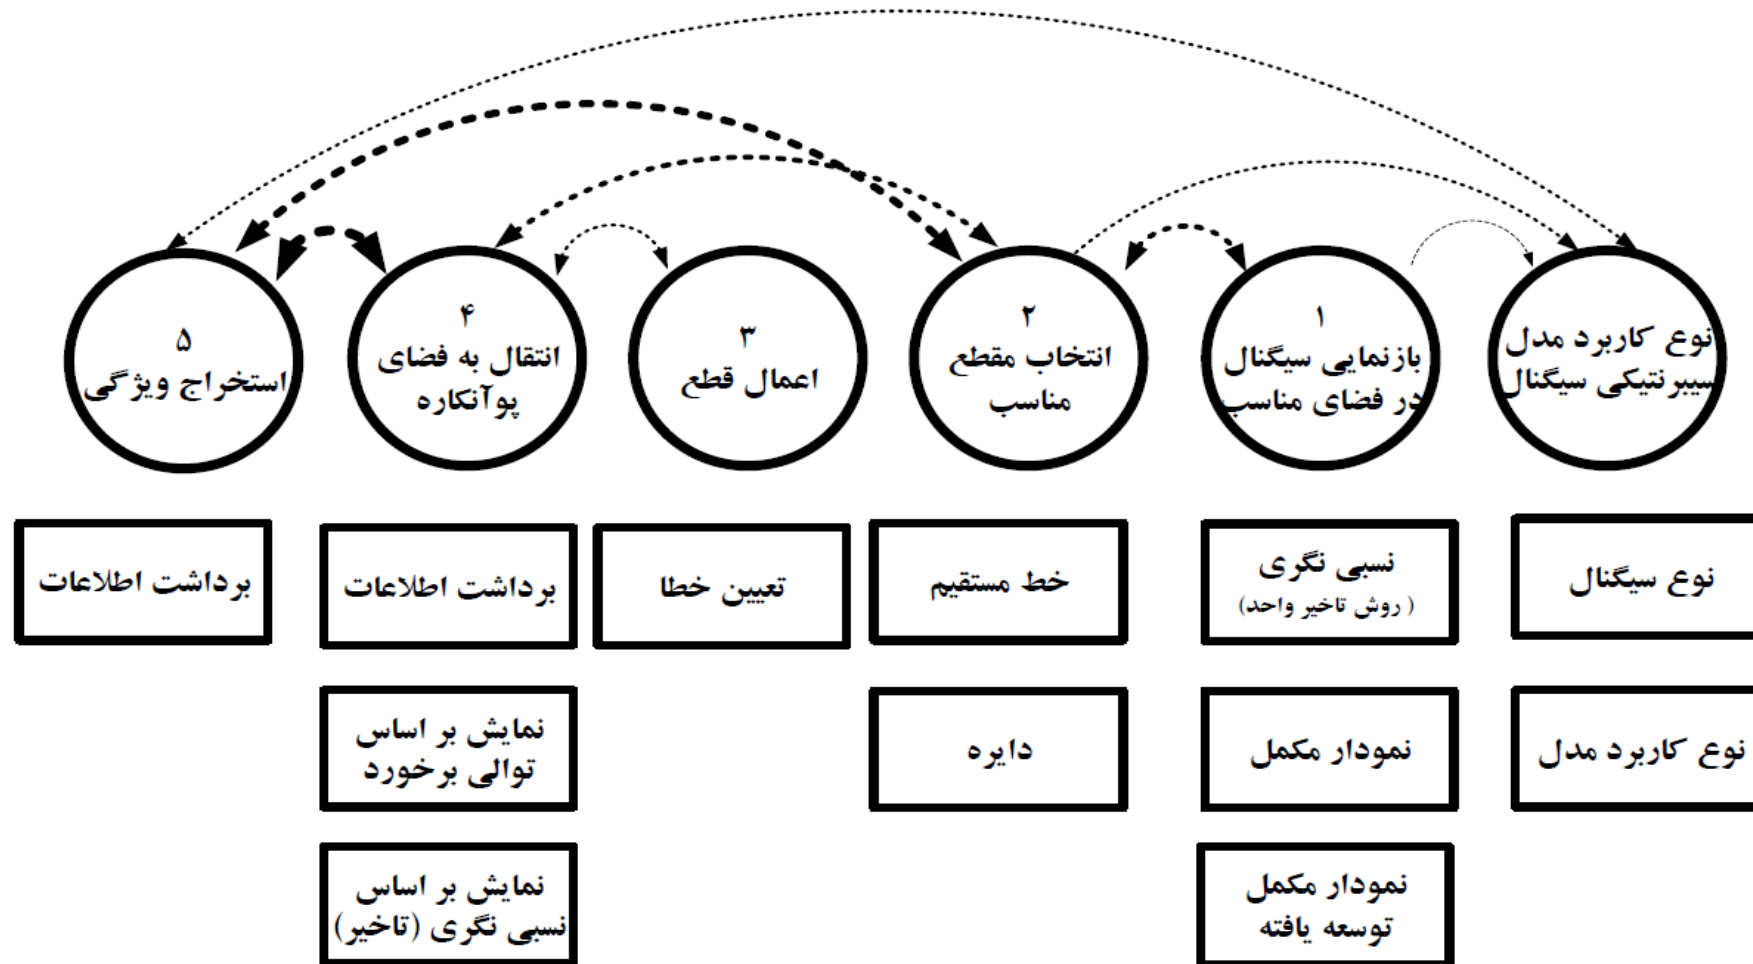 نوع کاربرد مدل
سیبرنتیکی سیگنال
۱
بازنمایی سیگنال
در فضای مناسب
۲
انتخاب مقطع
مناسب
۳
اعمال قطع
۴
انتقال به فضای
پوآنکاره
۵
استخراج ویژگی
نوع سیگنال
نسبی نگری
( روش تاخیر واحد)
خط مستقیم
تعیین خطا
برداشت اطلاعات
برداشت اطلاعات
نوع کاربرد مدل
نمودار مکمل
دایره
نمایش بر اساس
توالی برخورد
نمودار مکمل
توسعه یافته
نمایش بر اساس
نسبی نگری (تاخیر)